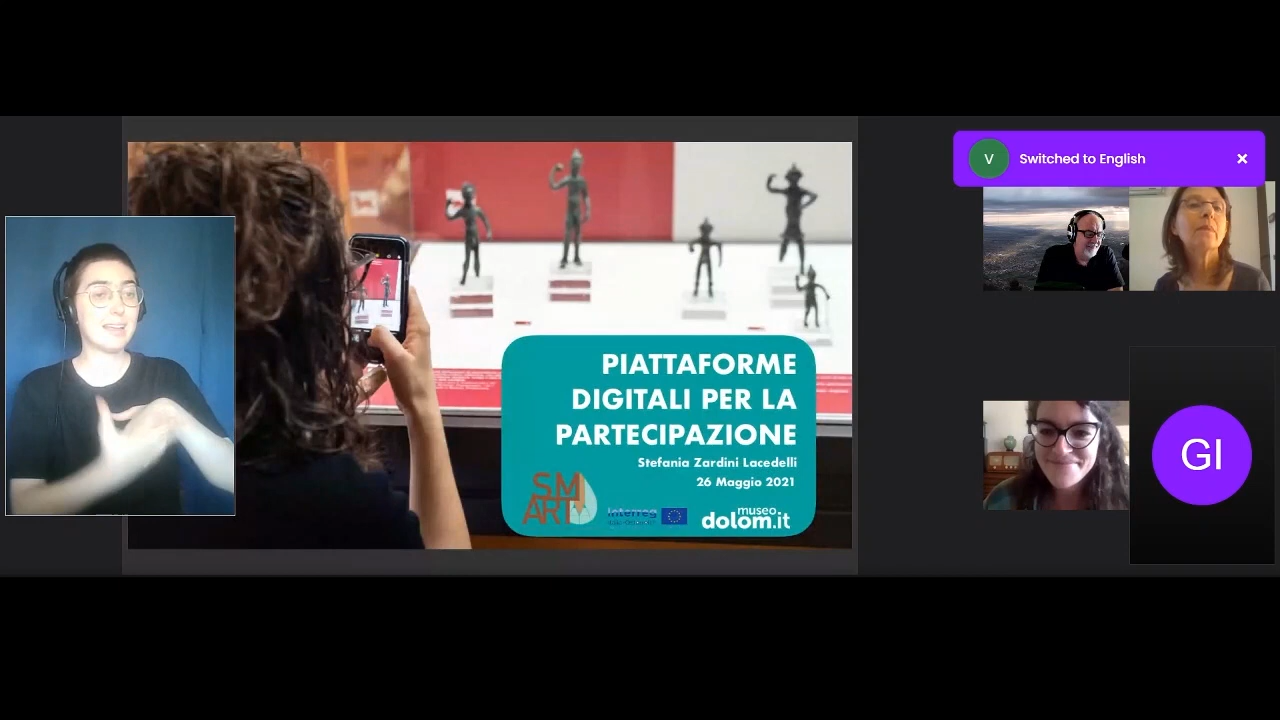 V
Switched to English
PIATTAFORME
DIGITALI PER LA
PARTECIPAZIONE
Stefania Zardini Lacedelli
26 Maggio 2021
SM
ART
Interreg
museo
dolom.it
GI